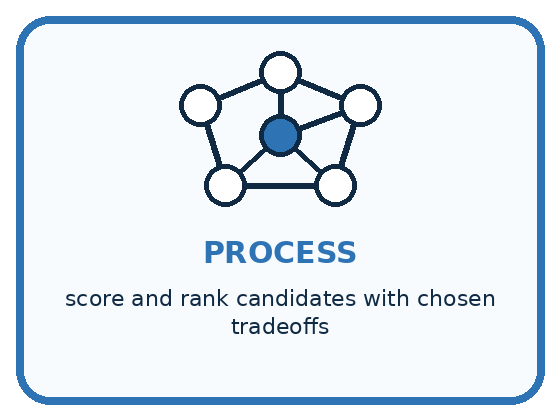 PROCESS
score and rank candidates with chosen
tradeoffs